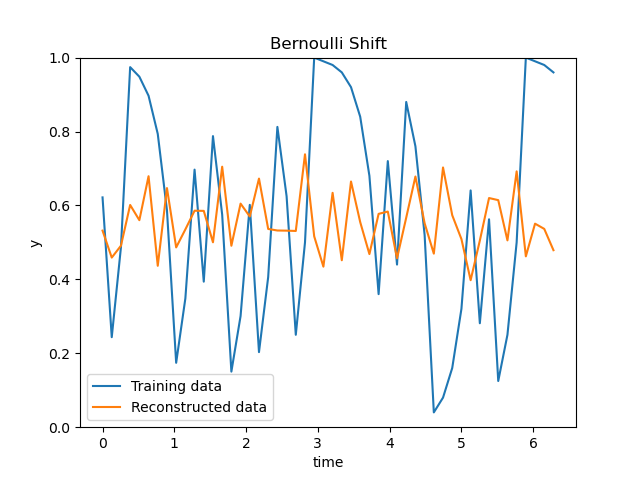 Bernoulli Shift
1.0
0.8
0.6
0.4
0.2
0.0
y
Training data
Reconstructed data
0 1 2 3 4 5 6
time